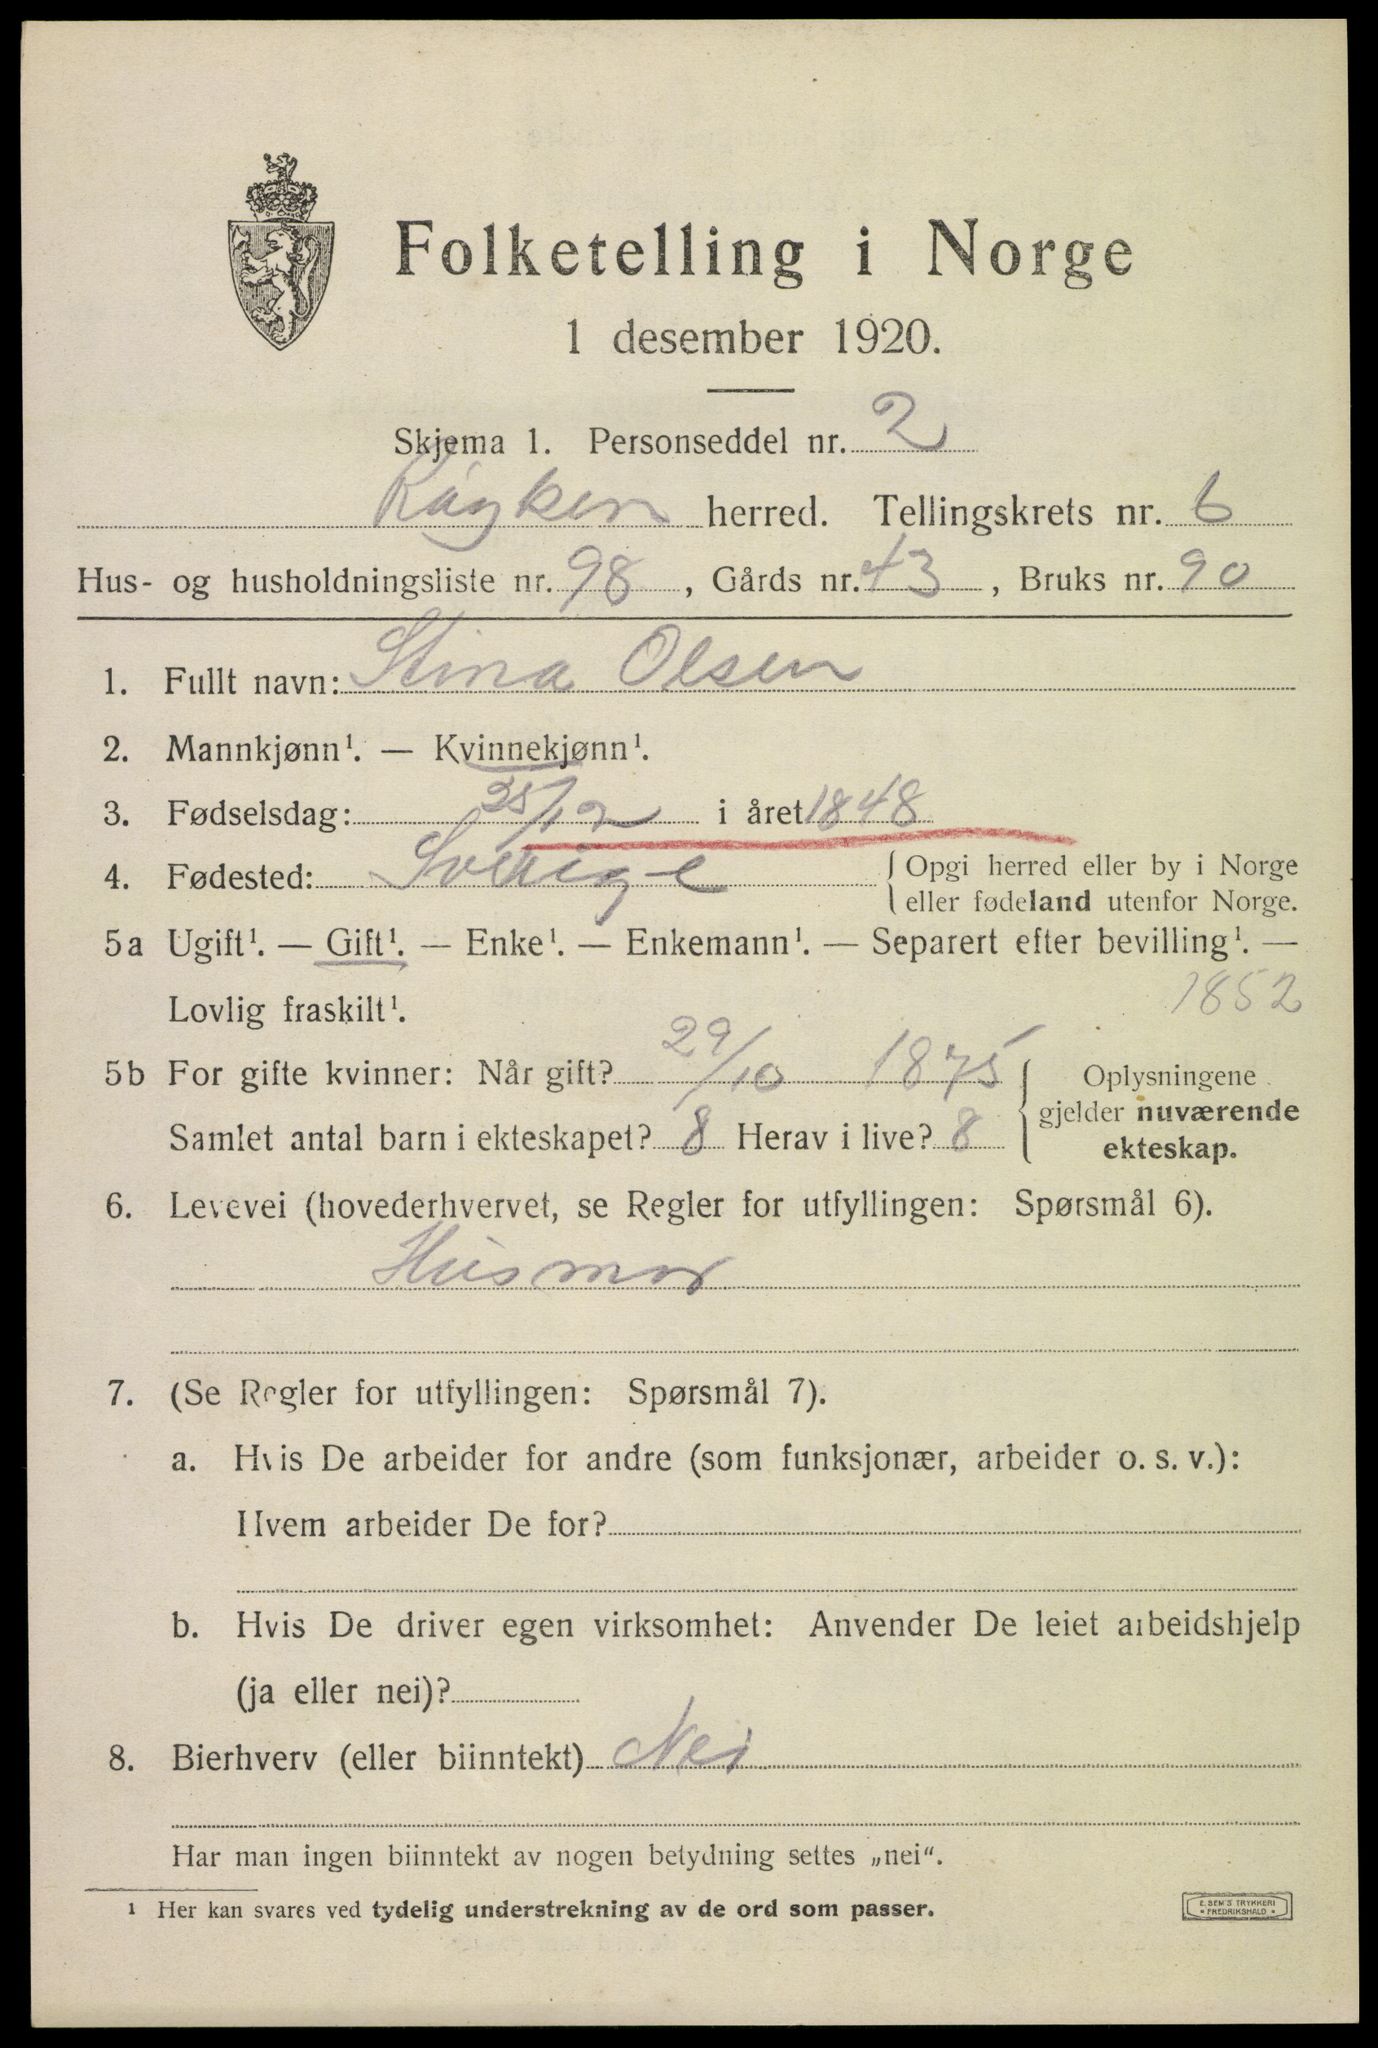 Folketelling i Norge
1 desember 1920.
Skjema 1. Personseddel nr. 2
Røyken herred. Tellingskrets nr. 6
Hus- og husholdningsliste nr. 98, Gårds nr. 43, Bruks nr. 90
1. Fullt navn: Stina Olsen
2. Mannkjønn¹. — Kvinnekjønn¹.
3. Fødselsdag: 25/12 i året 1848
4. Fødested: Sverige { Opgi herred eller by i Norge
eller fødeland utenfor Norge.
5a Ugift¹. — Gift¹. — Enke¹. — Enkemann¹. — Separert efter bevilling¹. —
Lovlig fraskilt¹. 1852
5b For gifte kvinner: Når gift? 29/10 1875
Samlet antal barn i ekteskapet? 8 Herav i live? 8
{ Oplysningene
gjelder nuværende
ekteskap.
6. Levevei (hovederhvervet, se Regler for utfyllingen: Spørsmål 6).
Husmor
7. (Se Regler for utfyllingen: Spørsmål 7).
a. Hvis De arbeider for andre (som funksjonær, arbeider o. s. v.):
Hvem arbeider De for?
b. Hvis De driver egen virksomhet: Anvender De leiet arbeidshjelp
(ja eller nei)?
8. Bierhverv (eller biinntekt) Nei
Har man ingen biinntekt av nogen betydning settes „nei“.
¹ Her kan svares ved tydelig understrekning av de ord som passer.
E. SEM'S TRYKKERI
FREDRIKSHALD